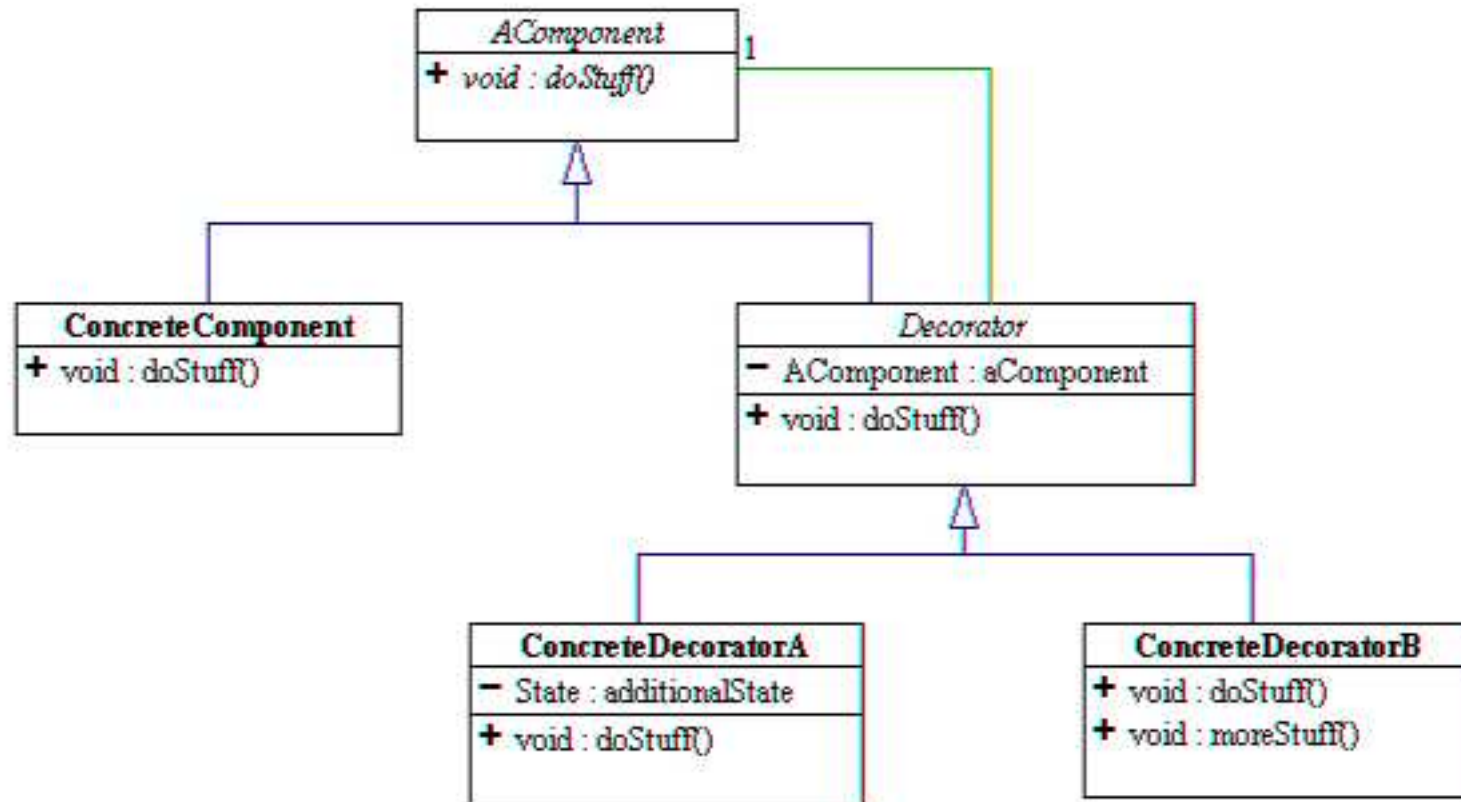 AComponent
+ void : doStuff()
1
ConcreteComponent
+ void : doStuff()
Decorator
− AComponent : aComponent
+ void : doStuff()
ConcreteDecoratorA
− State : additionalState
+ void : doStuff()
ConcreteDecoratorB
+ void : doStuff()
+ void : moreStuff()